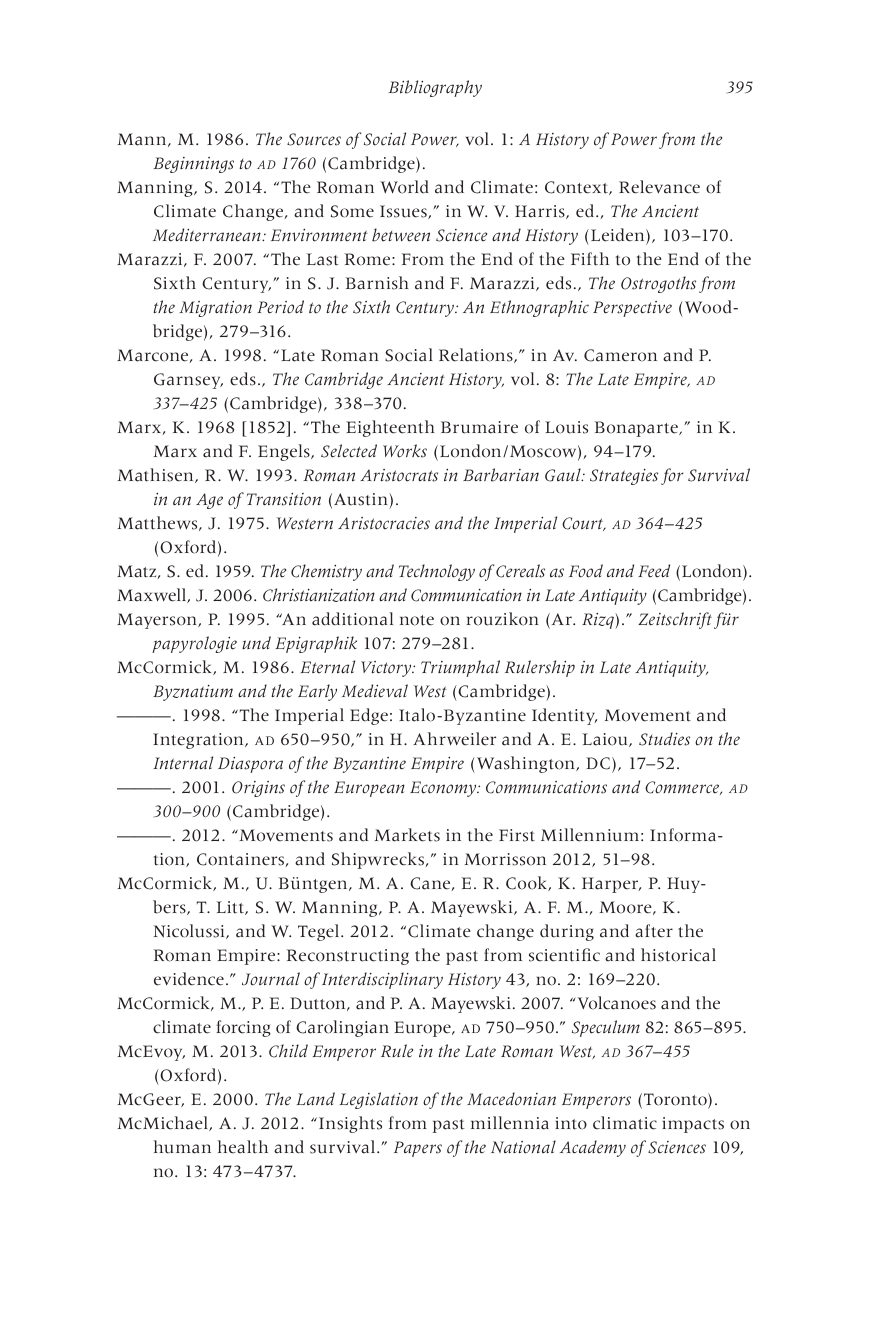 Bibliography 395
Mann, M. 1986. The Sources of Social Power, vol. 1: A History of Power from the
Beginnings to AD 1760 (Cambridge).
Manning, S. 2014. “The Roman World and Climate: Context, Relevance of
Climate Change, and Some Issues,” in W. V. Harris, ed., The Ancient
Mediterranean: Environment between Science and History (Leiden), 103–170.
Marazzi, F. 2007. “The Last Rome: From the End of the Fifth to the End of the
Sixth Century,” in S. J. Barnish and F. Marazzi, eds., The Ostrogoths from
the Migration Period to the Sixth Century: An Ethnographic Perspective (Wood-
bridge), 279–316.
Marcone, A. 1998. “Late Roman Social Relations,” in Av. Cameron and P.
Garnsey, eds., The Cambridge Ancient History, vol. 8: The Late Empire, AD
337–425 (Cambridge), 338–370.
Marx, K. 1968 [1852]. “The Eighteenth Brumaire of Louis Bonaparte,” in K.
Marx and F. Engels, Selected Works (London/Moscow), 94–179.
Mathisen, R. W. 1993. Roman Aristocrats in Barbarian Gaul: Strategies for Survival
in an Age of Transition (Austin).
Matthews, J. 1975. Western Aristocracies and the Imperial Court, AD 364–425
(Oxford).
Matz, S. ed. 1959. The Chemistry and Technology of Cereals as Food and Feed (London).
Maxwell, J. 2006. Christianization and Communication in Late Antiquity (Cambridge).
Mayerson, P. 1995. “An additional note on rouzikon (Ar. Rizq).” Zeitschrift für
papyrologie und Epigraphik 107: 279–281.
McCormick, M. 1986. Eternal Victory: Triumphal Rulership in Late Antiquity,
Byznatium and the Early Medieval West (Cambridge).
———. 1998. “The Imperial Edge: Italo-Byzantine Identity, Movement and
Integration, AD 650–950,” in H. Ahrweiler and A. E. Laiou, Studies on the
Internal Diaspora of the Byzantine Empire (Washington, DC), 17–52.
———. 2001. Origins of the European Economy: Communications and Commerce, AD
300–900 (Cambridge).
———. 2012. “Movements and Markets in the First Millennium: Informa-
tion, Containers, and Shipwrecks,” in Morrisson 2012, 51–98.
McCormick, M., U. Büntgen, M. A. Cane, E. R. Cook, K. Harper, P. Huy-
bers, T. Litt, S. W. Manning, P. A. Mayewski, A. F. M., Moore, K.
Nicolussi, and W. Tegel. 2012. “Climate change during and after the
Roman Empire: Reconstructing the past from scientific and historical
evidence.” Journal of Interdisciplinary History 43, no. 2: 169–220.
McCormick, M., P. E. Dutton, and P. A. Mayewski. 2007. “Volcanoes and the
climate forcing of Carolingian Europe, AD 750–950.” Speculum 82: 865–895.
McEvoy, M. 2013. Child Emperor Rule in the Late Roman West, AD 367–455
(Oxford).
McGeer, E. 2000. The Land Legislation of the Macedonian Emperors (Toronto).
McMichael, A. J. 2012. “Insights from past millennia into climatic impacts on
human health and survival.” Papers of the National Academy of Sciences 109,
no. 13: 473–4737.